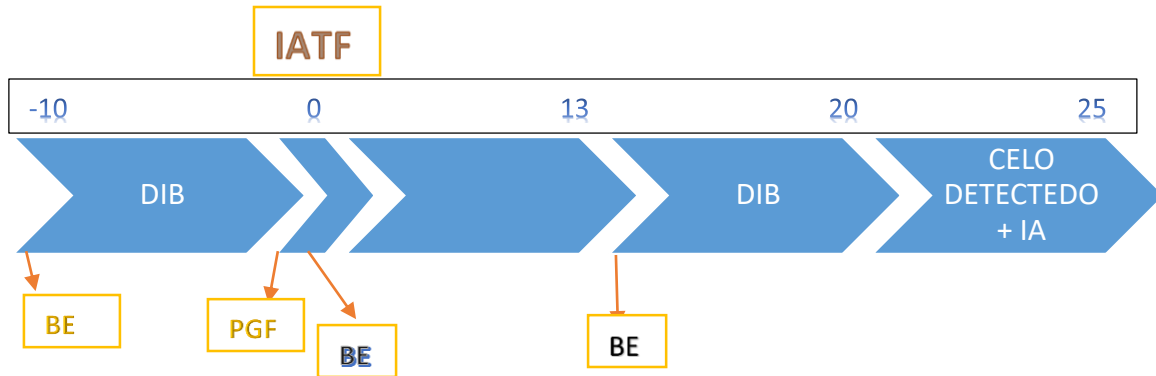 IATF
-10 0 13 20 25
DIB
DIB
CELO
DETECTEDO
+ IA
BE
PGF
BE
BE